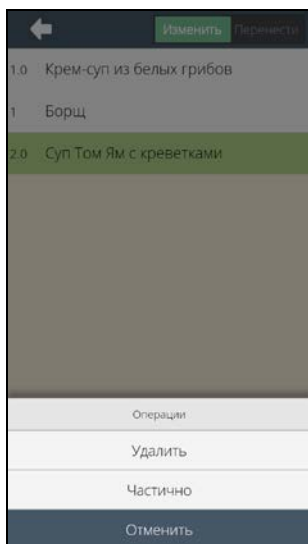 Изменить Перенести
1.0 Крем-суп из белых грибов
1 Борщ
2.0 Суп Том Ям с креветками
Операции
Удалить
Частично
Отменить